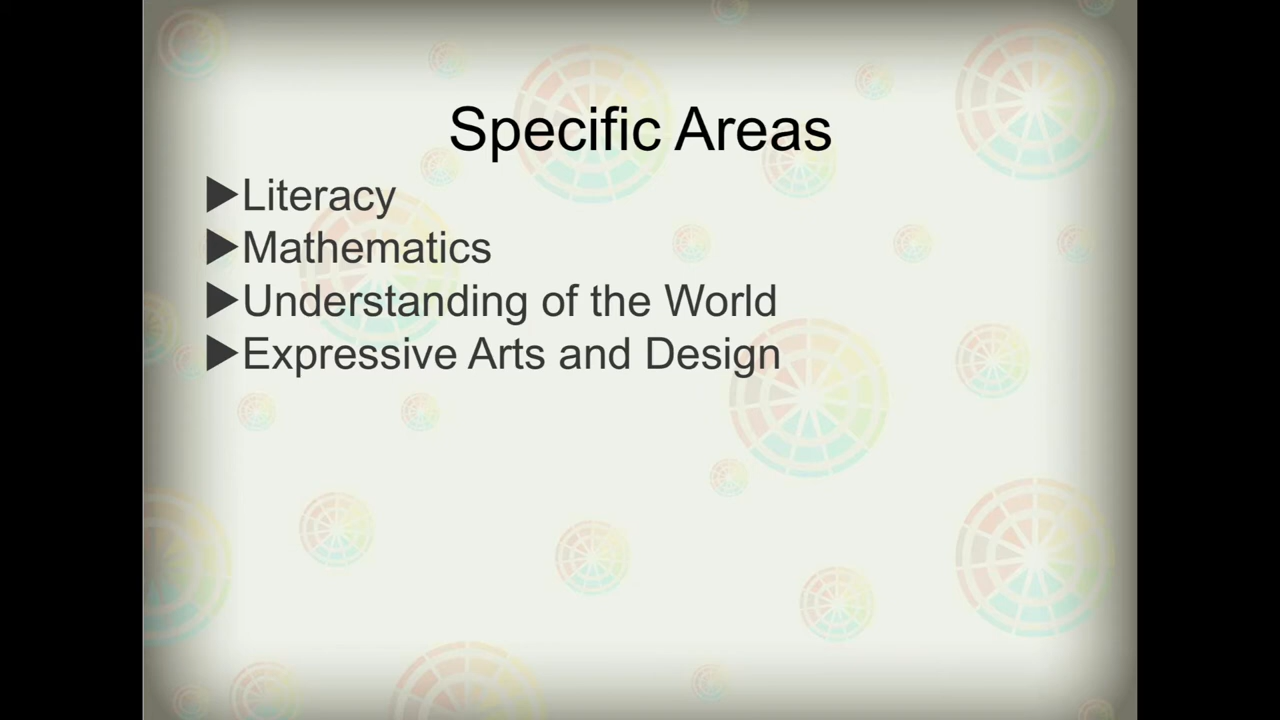 Specific Areas
▶Literacy
▶Mathematics
▶Understanding of the World
▶Expressive Arts and Design